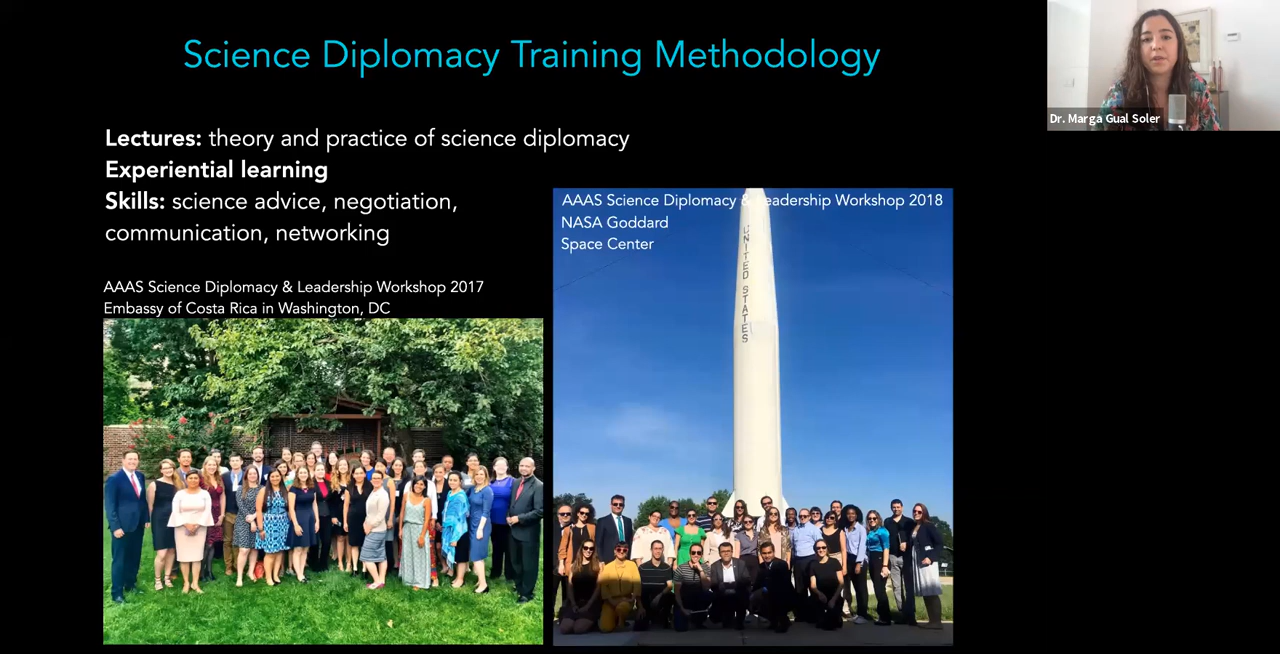 Science Diplomacy Training Methodology
Dr. Marga Gual Soler
Lectures: theory and practice of science diplomacy
Experiential learning
Skills: science advice, negotiation,
communication, networking
AAAS Science Diplomacy & Leadership Workshop 2018
NASA Goddard
Space Center
UNITED STATES
AAAS Science Diplomacy & Leadership Workshop 2017
Embassy of Costa Rica in Washington, DC